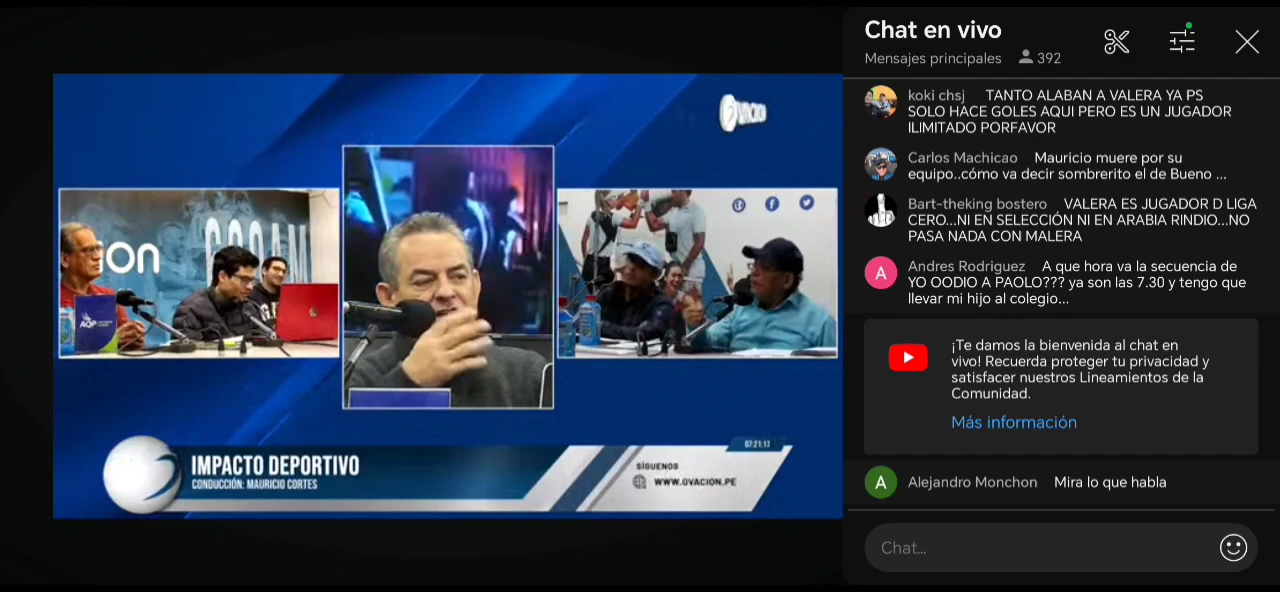 OVACION
on
GGRAN
AQP
07:21:17
IMPACTO DEPORTIVO
CONDUCCIÓN: MAURICIO CORTES
SÍGUENOS
WWW.OVACION.PE
Chat en vivo
Mensajes principales 392
koki chsj TANTO ALABAN A VALERA YA PS
SOLO HACE GOLES AQUI PERO ES UN JUGADOR
ILIMITADO PORFAVOR
Carlos Machicao Mauricio muere por su
equipo..cómo va decir sombrerito el de Bueno ...
Bart-theking bostero VALERA ES JUGADOR D LIGA
CERO...NI EN SELECCIÓN NI EN ARABIA RINDIO...NO
PASA NADA CON MALERA
A
Andres Rodriguez A que hora va la secuencia de
YO OODIO A PAOLO??? ya son las 7.30 y tengo que
llevar mi hijo al colegio...
¡Te damos la bienvenida al chat en
vivo! Recuerda proteger tu privacidad y
satisfacer nuestros Lineamientos de la
Comunidad.
Más información
A
Alejandro Monchon Mira lo que habla
Chat...